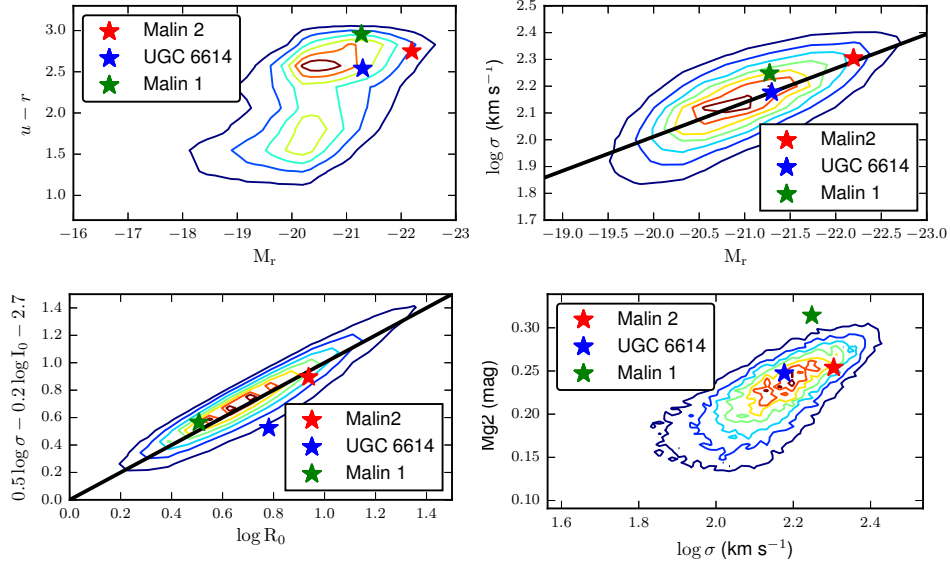 3.0
2.5
2.0
1.5
1.0
u − r
−16 −17 −18 −19 −20 −21 −22 −23
M_r
Malin 2
UGC 6614
Malin 1
2.5
2.4
2.3
2.2
2.1
2.0
1.9
1.8
1.7
log σ (km s⁻¹)
−19.0 −19.5 −20.0 −20.5 −21.0 −21.5 −22.0 −22.5 −23.0
M_r
Malin2
UGC 6614
Malin 1
1.4
1.2
1.0
0.8
0.6
0.4
0.2
0.0
0.5 log σ − 0.2 log I₀ − 2.7
0.0 0.2 0.4 0.6 0.8 1.0 1.2 1.4
log R₀
Malin2
UGC 6614
Malin 1
0.30
0.25
0.20
0.15
0.10
Mg2 (mag)
1.6 1.8 2.0 2.2 2.4
log σ (km s⁻¹)
Malin 2
UGC 6614
Malin 1